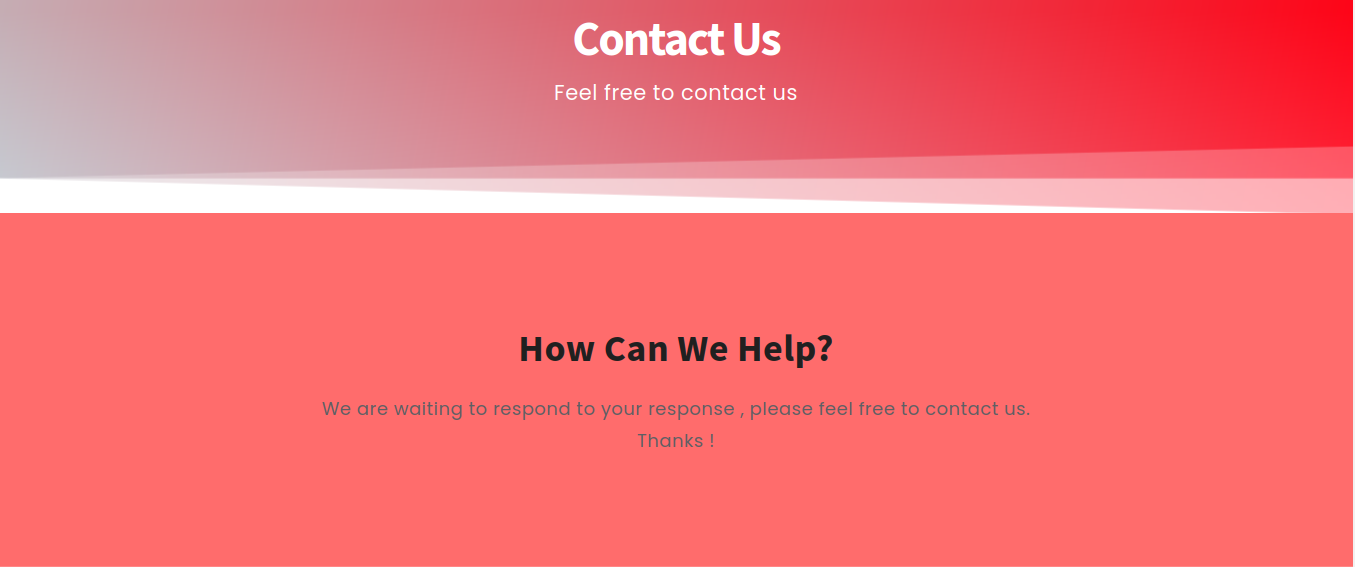 Contact Us
Feel free to contact us
How Can We Help?
We are waiting to respond to your response , please feel free to contact us.
Thanks !